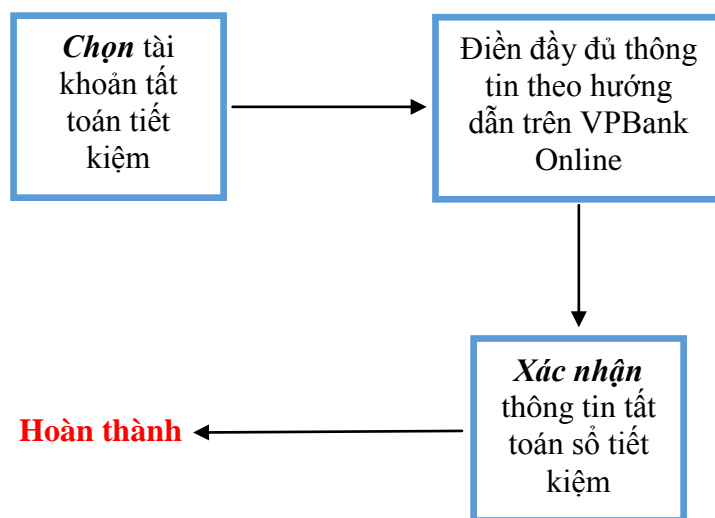 Chọn tài
khoản tất
toán tiết
kiệm
Điền đầy đủ thông
tin theo hướng
dẫn trên VPBank
Online
Xác nhận
thông tin tất
toán sổ tiết
kiệm
Hoàn thành